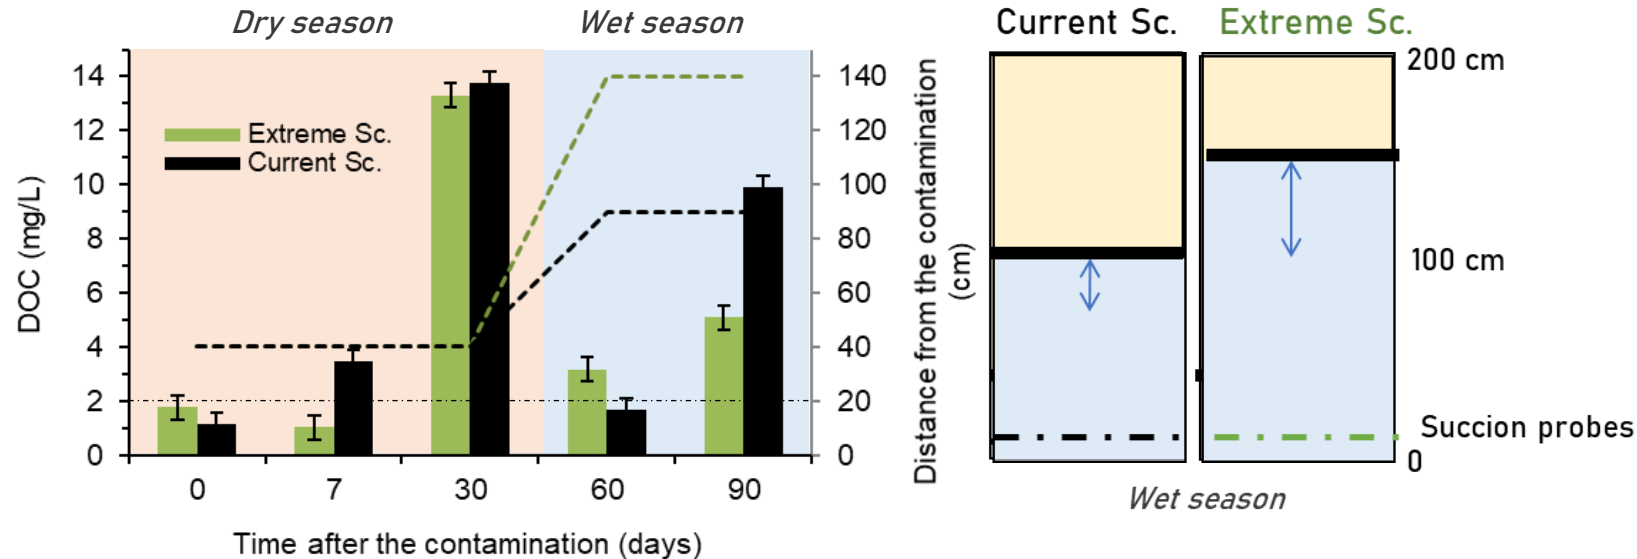 Dry season
Wet season
DOC (mg/L)
14
12
10
8
6
4
2
0
Extreme Sc.
Current Sc.
140
120
100
80
60
40
20
0
0 7 30 60 90
Time after the contamination (days)
Distance from the contamination
(cm)
Current Sc.
Extreme Sc.
200 cm
100 cm
Succion probes
0
Wet season